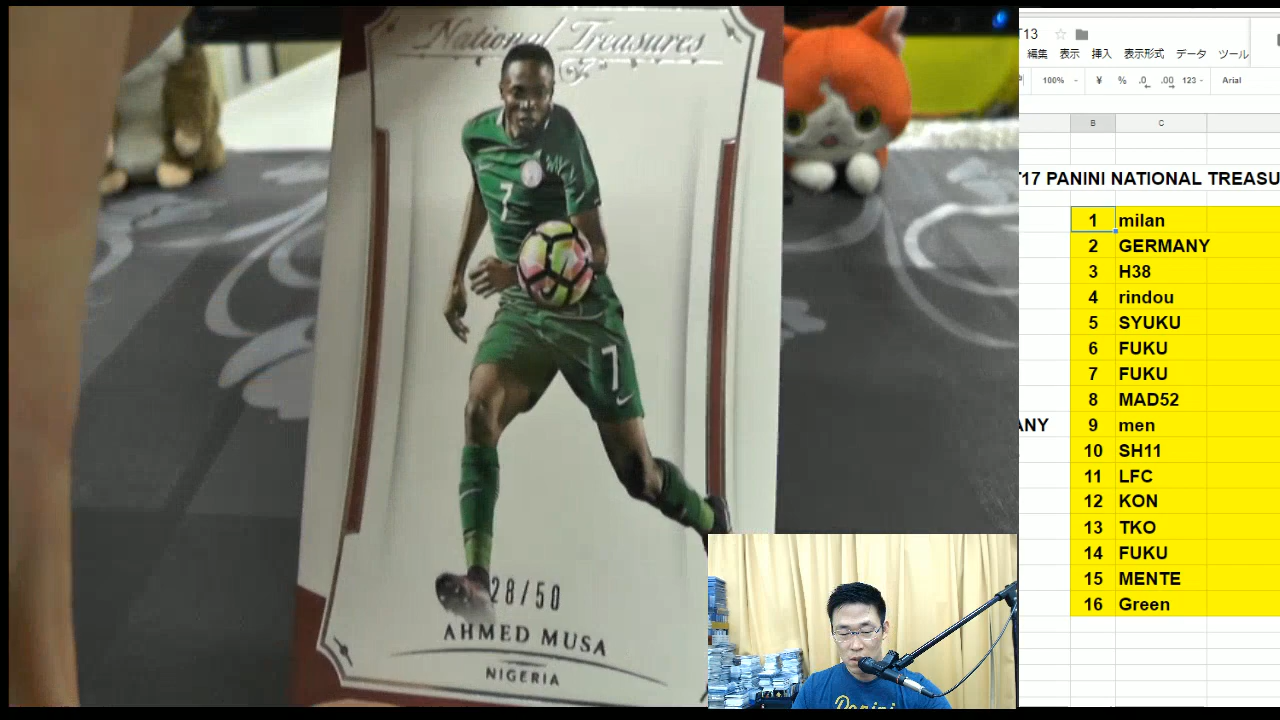 National Treasures
7
7
28/50
AHMED MUSA
NIGERIA
Panini
T13
編集 表示 挿入 表示形式 データ ツール
100% ¥ % .0 .00 123 Arial
B C
T17 PANINI NATIONAL TREASU
1 milan
2 GERMANY
3 H38
4 rindou
5 SYUKU
6 FUKU
7 FUKU
8 MAD52
ANY 9 men
10 SH11
11 LFC
12 KON
13 TKO
14 FUKU
15 MENTE
16 Green